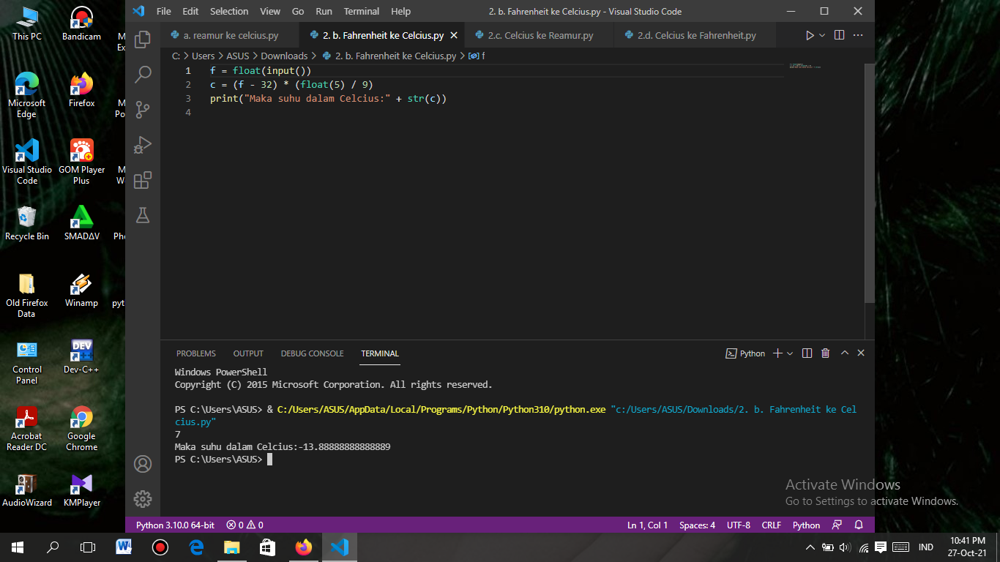 File Edit Selection View Go Run Terminal Help
2. b. Fahrenheit ke Celcius.py - Visual Studio Code
a. reamur ke celcius.py
2. b. Fahrenheit ke Celcius.py
2.c. Celcius ke Reamur.py
2.d. Celcius ke Fahrenheit.py
C: > Users > ASUS > Downloads > 2. b. Fahrenheit ke Celcius.py > f
1 f = float(input())
2 c = (f - 32) * (float(5) / 9)
3 print("Maka suhu dalam Celcius:" + str(c))
4
PROBLEMS OUTPUT DEBUG CONSOLE TERMINAL
Python
Windows PowerShell
Copyright (C) 2015 Microsoft Corporation. All rights reserved.
PS C:\Users\ASUS> & C:/Users/ASUS/AppData/Local/Programs/Python/Python310/python.exe "c:/Users/ASUS/Downloads/2. b. Fahrenheit ke Cel
cius.py"
7
Maka suhu dalam Celcius:-13.88888888888889
PS C:\Users\ASUS>
Python 3.10.0 64-bit
0 0
Ln 1, Col 1
Spaces: 4
UTF-8
CRLF
Python
This PC
Bandicam
M
Ex
Microsoft
Edge
Firefox
M
Po
Visual Studio
Code
GOM Player
Plus
M
W
Recycle Bin
SMADΔV
Pho
Old Firefox
Data
Winamp
pyt
Control
Panel
DEV
Dev-C++
Acrobat
Reader DC
Google
Chrome
AudioWizard
KMPlayer
Activate Windows
Go to Settings to activate Windows.
IND
10:41 PM
27-Oct-21